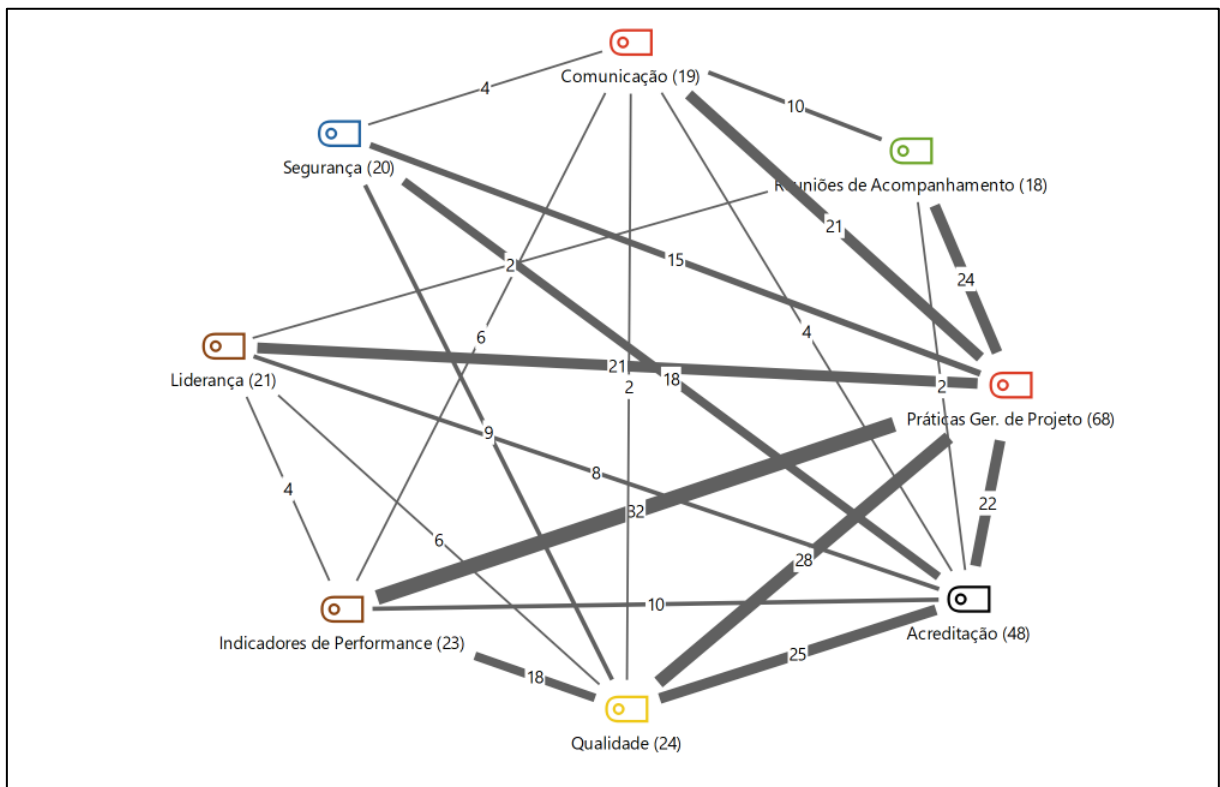 Comunicação (19)
4
10
Segurança (20)
Reuniões de Acompanhamento (18)
21
15
2
24
6
4
Liderança (21)
21
18
2
2
Práticas Ger. de Projeto (68)
9
8
4
32
22
6
28
10
Indicadores de Performance (23)
Acreditação (48)
25
18
Qualidade (24)